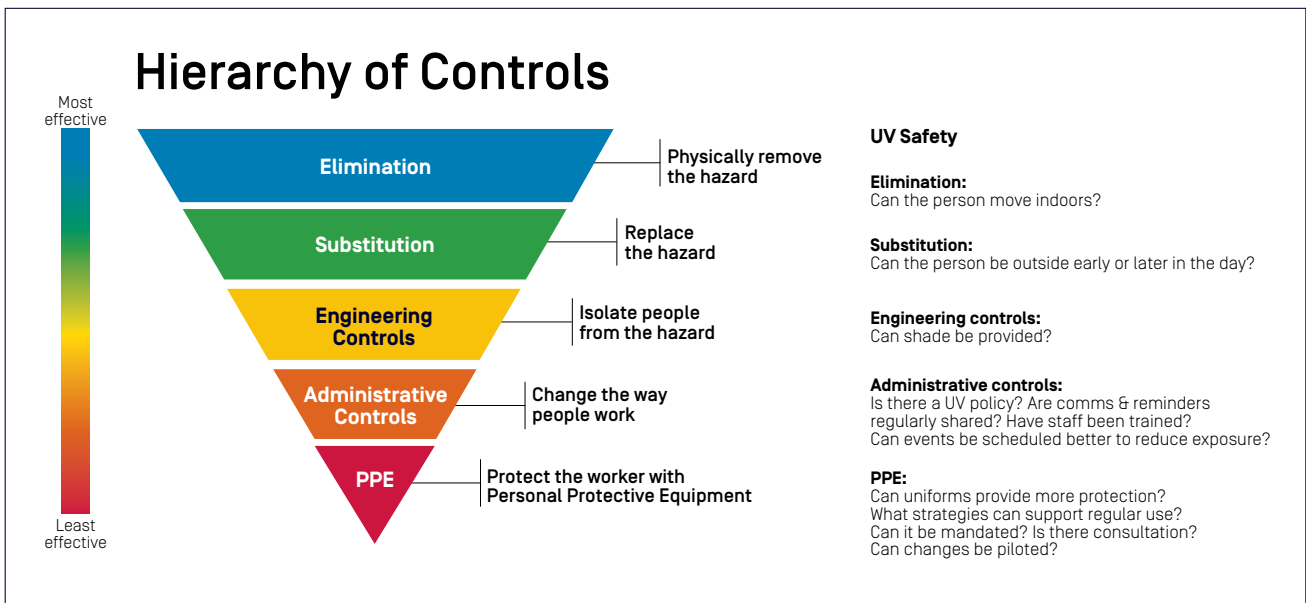 Hierarchy of Controls
Most
effective
Least
effective
Elimination
Physically remove
the hazard
Substitution
Replace
the hazard
Engineering
Controls
Isolate people
from the hazard
Administrative
Controls
Change the way
people work
PPE
Protect the worker with
Personal Protective Equipment
UV Safety
Elimination:
Can the person move indoors?
Substitution:
Can the person be outside early or later in the day?
Engineering controls:
Can shade be provided?
Administrative controls:
Is there a UV policy? Are comms & reminders
regularly shared? Have staff been trained?
Can events be scheduled better to reduce exposure?
PPE:
Can uniforms provide more protection?
What strategies can support regular use?
Can it be mandated? Is there consultation?
Can changes be piloted?